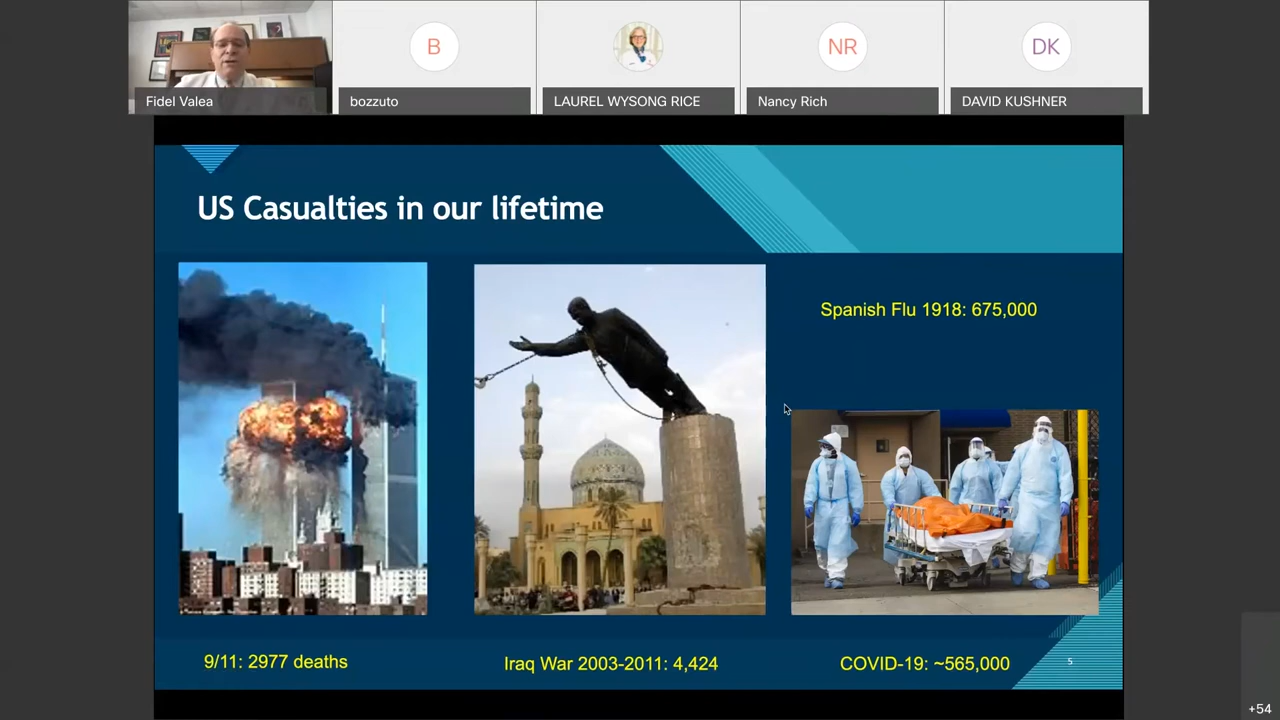 Fidel Valea
B
bozzuto
LAUREL WYSONG RICE
NR
Nancy Rich
DK
DAVID KUSHNER
US Casualties in our lifetime
Spanish Flu 1918: 675,000
9/11: 2977 deaths
Iraq War 2003-2011: 4,424
COVID-19: ~565,000
5
+54